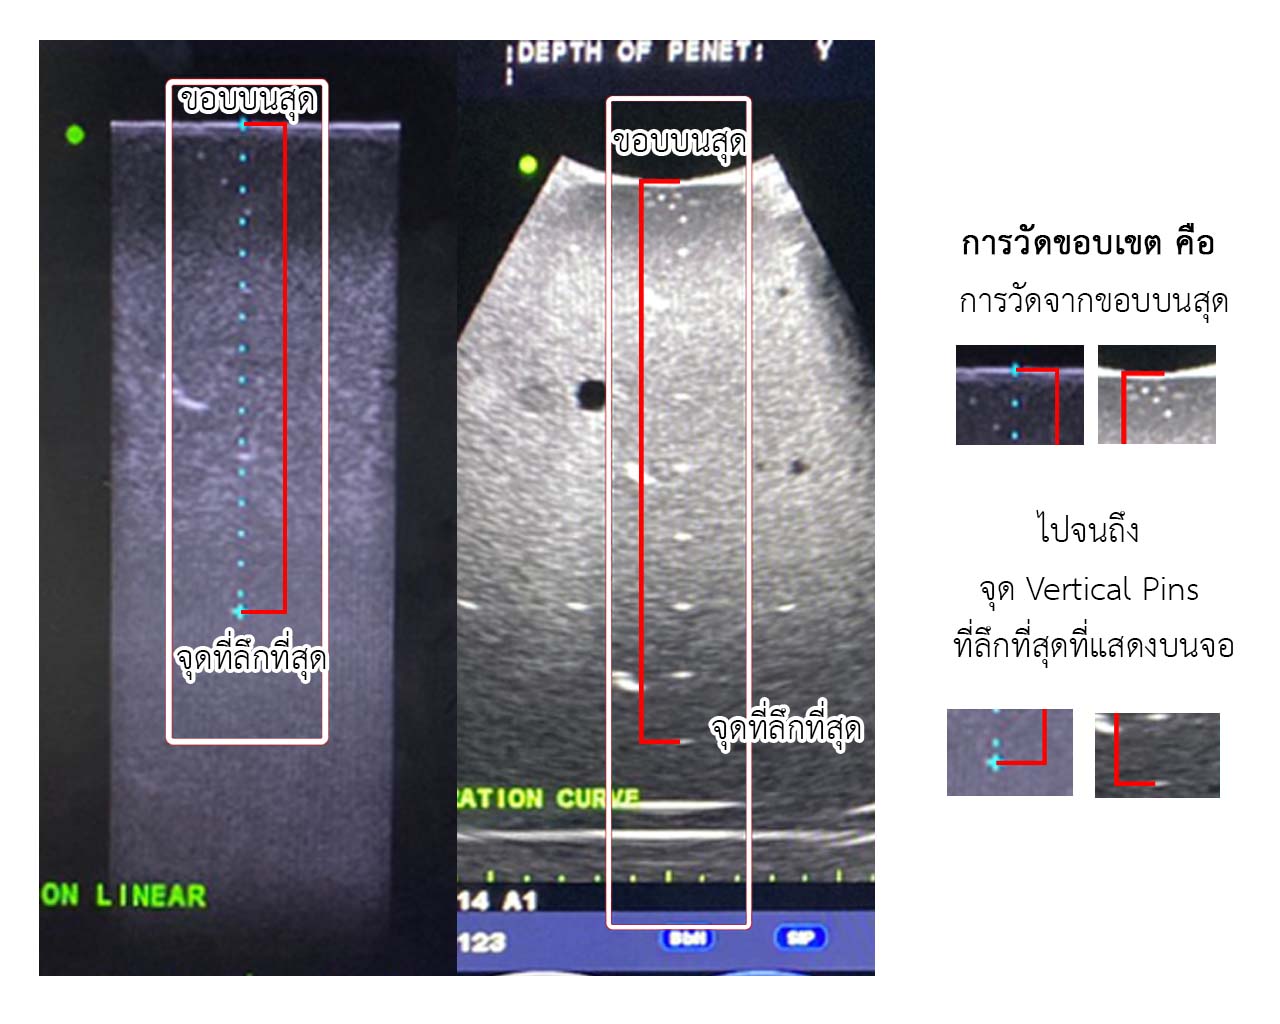 DEPTH OF PENET: Y
ขอบบนสุด
ขอบบนสุด
จุดที่ลึกที่สุด
จุดที่ลึกที่สุด
RATION CURVE
ON LINEAR
14 A1
123
BbN
SIP
การวัดขอบเขต คือ
การวัดจากขอบบนสุด
ไปจนถึง
จุด Vertical Pins
ที่ลึกที่สุดที่แสดงบนจอ